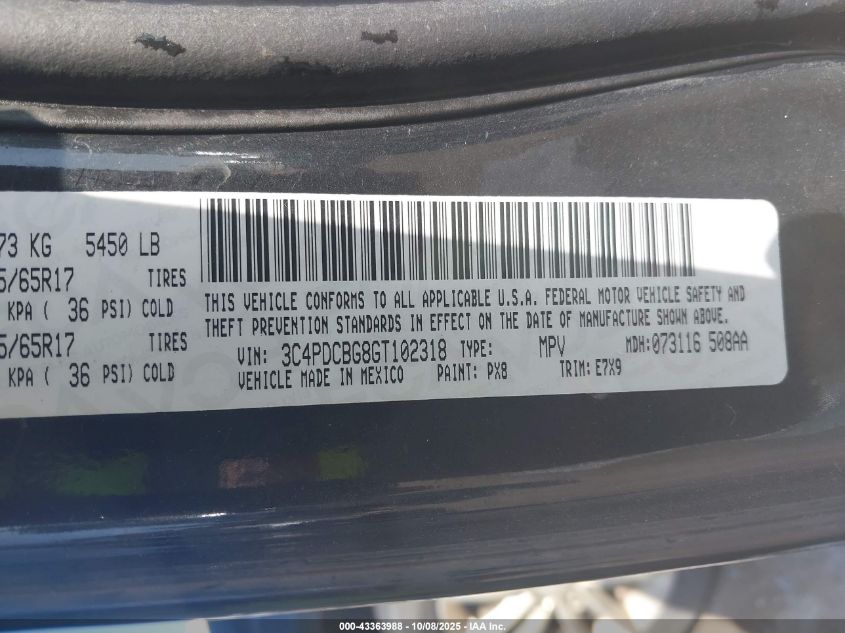 73 KG 5450 LB
5/65R17 TIRES
KPA ( 36 PSI) COLD
5/65R17 TIRES
KPA ( 36 PSI) COLD
THIS VEHICLE CONFORMS TO ALL APPLICABLE U.S.A. FEDERAL MOTOR VEHICLE SAFETY AND
THEFT PREVENTION STANDARDS IN EFFECT ON THE DATE OF MANUFACTURE SHOWN ABOVE.
VIN: 3C4PDCBG8GT102318 TYPE: MPV MDH: 073116 508AA
VEHICLE MADE IN MEXICO PAINT: PX8 TRIM: E7X9
000-43363988 - 10/08/2025 - IAA Inc.